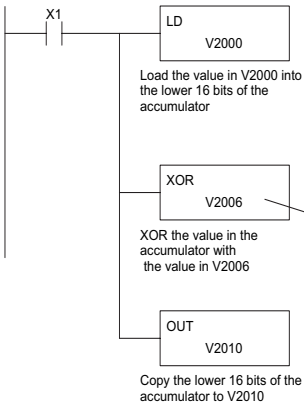 X1
LD
V2000
Load the value in V2000 into
the lower 16 bits of the
accumulator
XOR
V2006
XOR the value in the
accumulator with
the value in V2006
OUT
V2010
Copy the lower 16 bits of the
accumulator to V2010